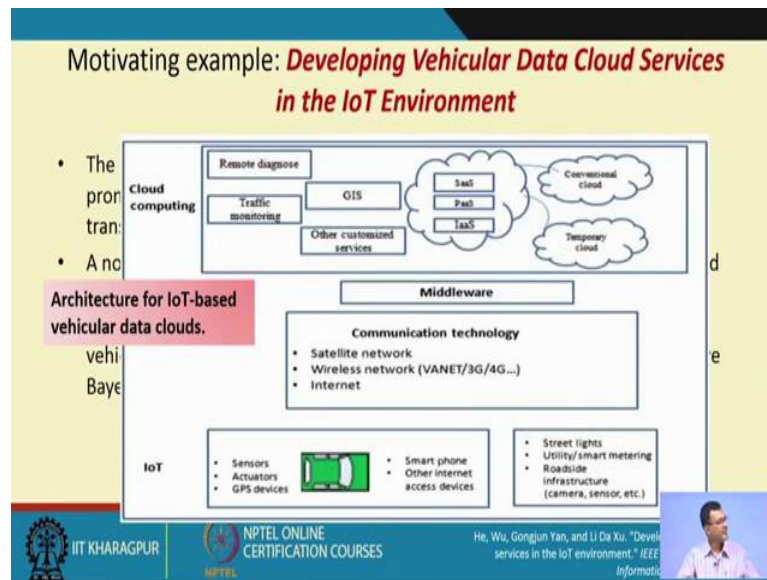 Motivating example: Developing Vehicular Data Cloud Services
in the IoT Environment
• The
pron
tran
• A no
d
vehi
e
Baye
Architecture for IoT-based
vehicular data clouds.
Cloud
computing
Remote diagnose
Traffic
monitoring
GIS
Other customized
services
SaaS
PaaS
IaaS
Conventional
cloud
Temporary
cloud
Middleware
Communication technology
• Satellite network
• Wireless network (VANET/3G/4G...)
• Internet
IoT
• Sensors
• Actuators
• GPS devices
• Smart phone
• Other internet
access devices
• Street lights
• Utility/smart metering
• Roadside
infrastructure
(camera, sensor, etc.)
IIT KHARAGPUR
NPTEL
NPTEL ONLINE
CERTIFICATION COURSES
He, Wu, Gongjun Yan, and Li Da Xu. "Devel
services in the IoT environment." IEEE
Informatic